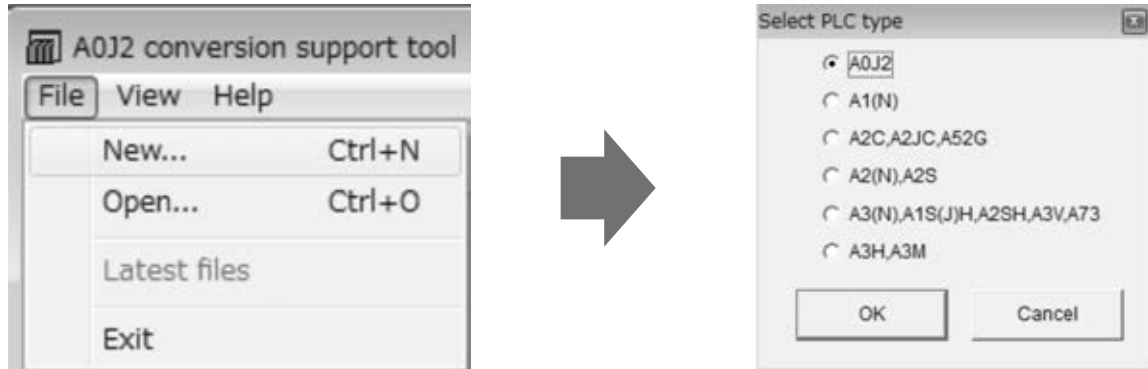 A0J2 conversion support tool
File View Help
New... Ctrl+N
Open... Ctrl+O
Latest files
Exit
Select PLC type
A0J2
A1(N)
A2C,A2JC,A52G
A2(N),A2S
A3(N),A1S(J)H,A2SH,A3V,A73
A3H,A3M
OK Cancel